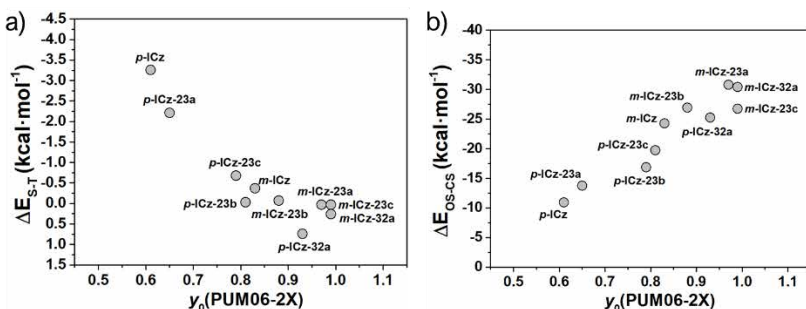 a)
ΔE_S-T (kcal·mol⁻¹)
-4.5
-4.0
-3.5
-3.0
-2.5
-2.0
-1.5
-1.0
-0.5
0.0
0.5
1.0
1.5
p-ICz
p-ICz-23a
p-ICz-23c
m-ICz
m-ICz-23a
p-ICz-23b
m-ICz-23b
m-ICz-23c
m-ICz-32a
p-ICz-32a
0.5 0.6 0.7 0.8 0.9 1.0 1.1
y₀(PUM06-2X)
b)
ΔE_OS-CS (kcal·mol⁻¹)
-40
-35
-30
-25
-20
-15
-10
-5
0
m-ICz-23a
m-ICz-23b
m-ICz-32a
m-ICz
m-ICz-23c
p-ICz-32a
p-ICz-23c
p-ICz-23a
p-ICz-23b
p-ICz
0.5 0.6 0.7 0.8 0.9 1.0 1.1
y₀(PUM06-2X)